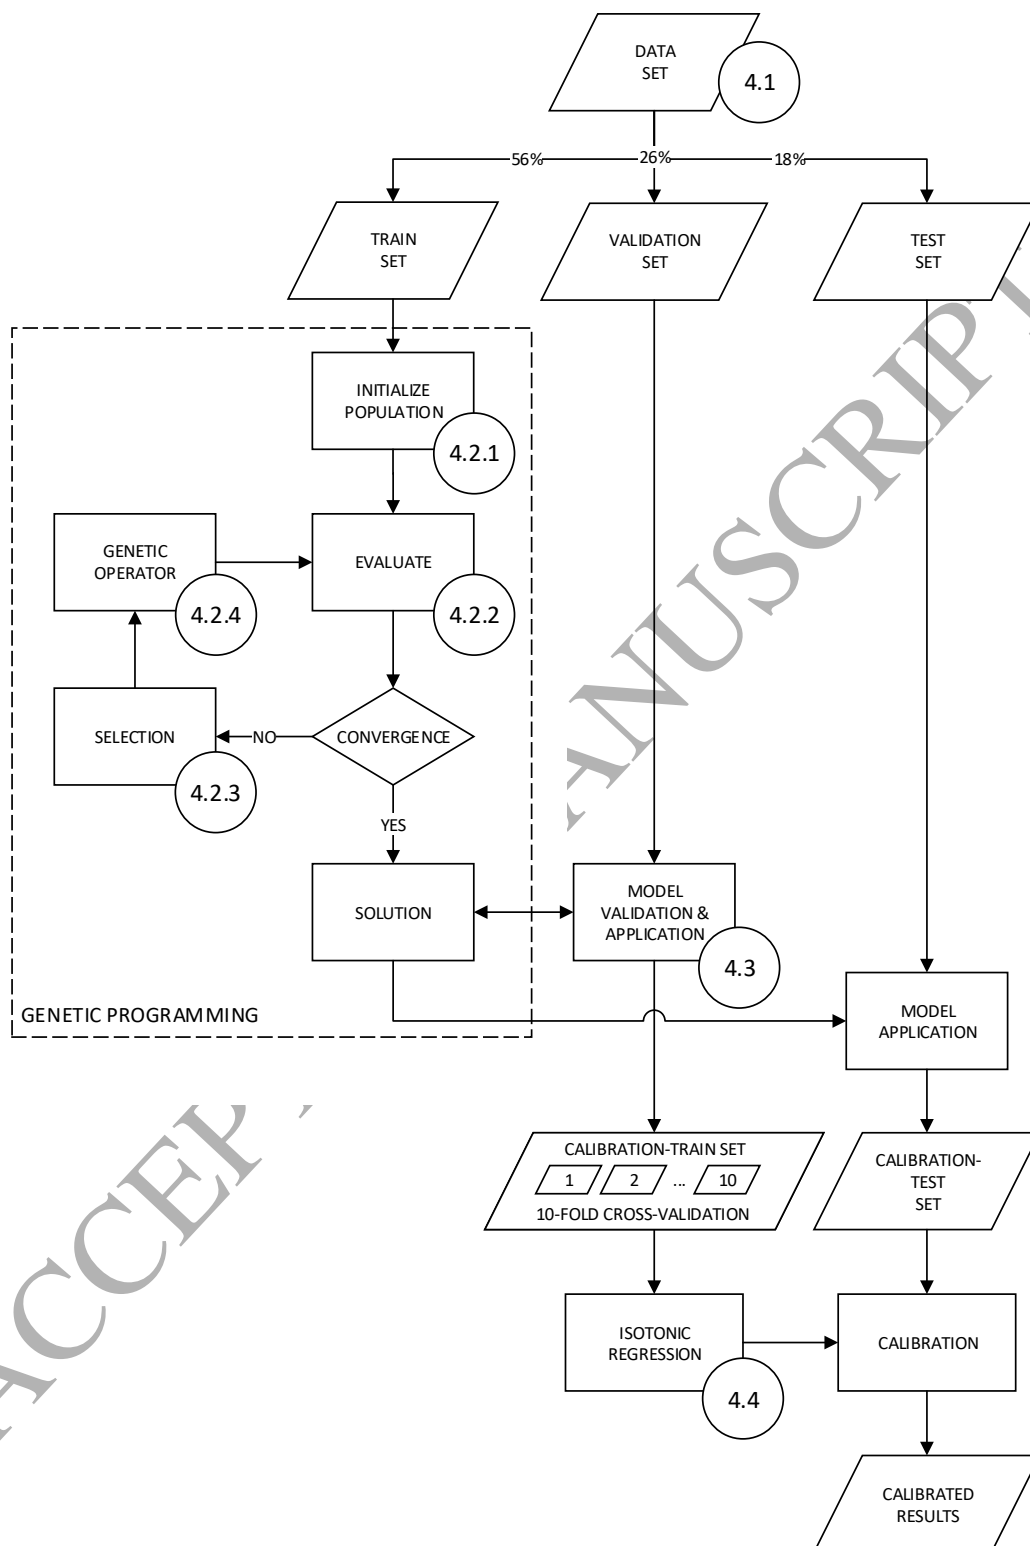 DATA
SET
4.1
56%
26%
18%
TRAIN
SET
VALIDATION
SET
TEST
SET
INITIALIZE
POPULATION
4.2.1
GENETIC
OPERATOR
4.2.4
EVALUATE
4.2.2
SELECTION
4.2.3
NO
CONVERGENCE
YES
SOLUTION
MODEL
VALIDATION &
APPLICATION
4.3
GENETIC PROGRAMMING
MODEL
APPLICATION
CALIBRATION-TRAIN SET
1 2 ... 10
10-FOLD CROSS-VALIDATION
CALIBRATION-
TEST
SET
ISOTONIC
REGRESSION
4.4
CALIBRATION
CALIBRATED
RESULTS
ACCEP
ANUSCRIPT